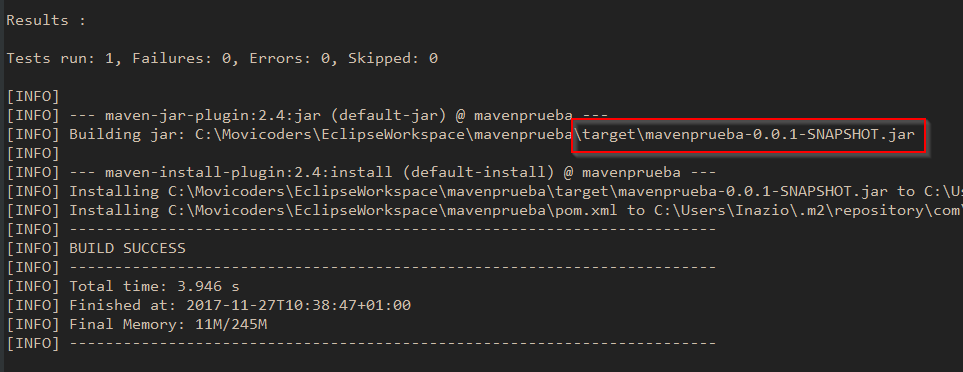 Results :
Tests run: 1, Failures: 0, Errors: 0, Skipped: 0
[INFO]
[INFO] --- maven-jar-plugin:2.4:jar (default-jar) @ mavenprueba ---
[INFO] Building jar: C:\Movicoders\EclipseWorkspace\mavenprueba\target\mavenprueba-0.0.1-SNAPSHOT.jar
[INFO]
[INFO] --- maven-install-plugin:2.4:install (default-install) @ mavenprueba ---
[INFO] Installing C:\Movicoders\EclipseWorkspace\mavenprueba\target\mavenprueba-0.0.1-SNAPSHOT.jar to C:\U
[INFO] Installing C:\Movicoders\EclipseWorkspace\mavenprueba\pom.xml to C:\Users\Inazio\.m2\repository\com\
[INFO] ------------------------------------------------------------------------
[INFO] BUILD SUCCESS
[INFO] ------------------------------------------------------------------------
[INFO] Total time: 3.946 s
[INFO] Finished at: 2017-11-27T10:38:47+01:00
[INFO] Final Memory: 11M/245M
[INFO] ------------------------------------------------------------------------